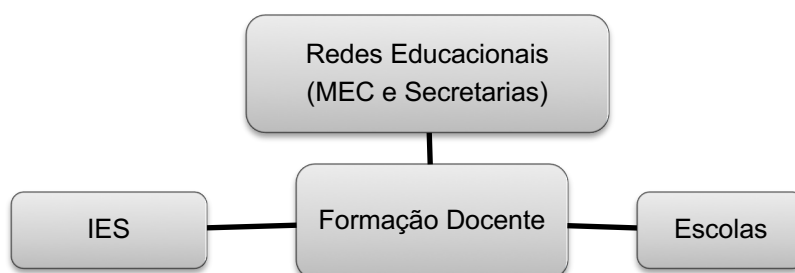 Redes Educacionais
(MEC e Secretarias)
IES
Formação Docente
Escolas